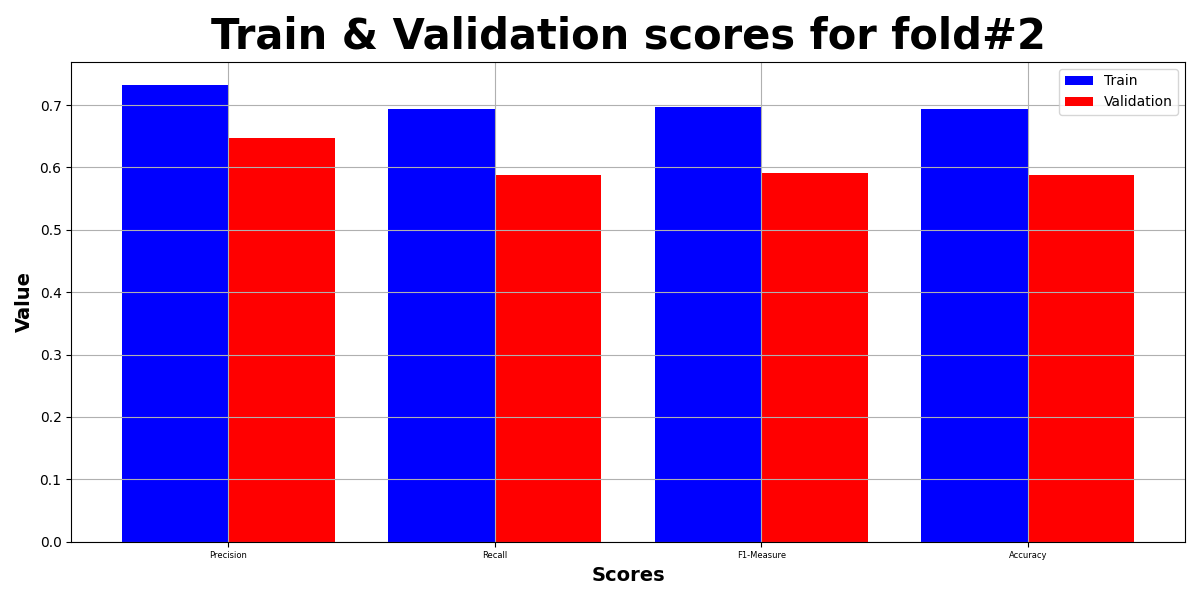 Train & Validation scores for fold#2
Train
Validation
0.7
0.6
0.5
0.4
0.3
0.2
0.1
0.0
Value
Precision Recall F1-Measure Accuracy
Scores